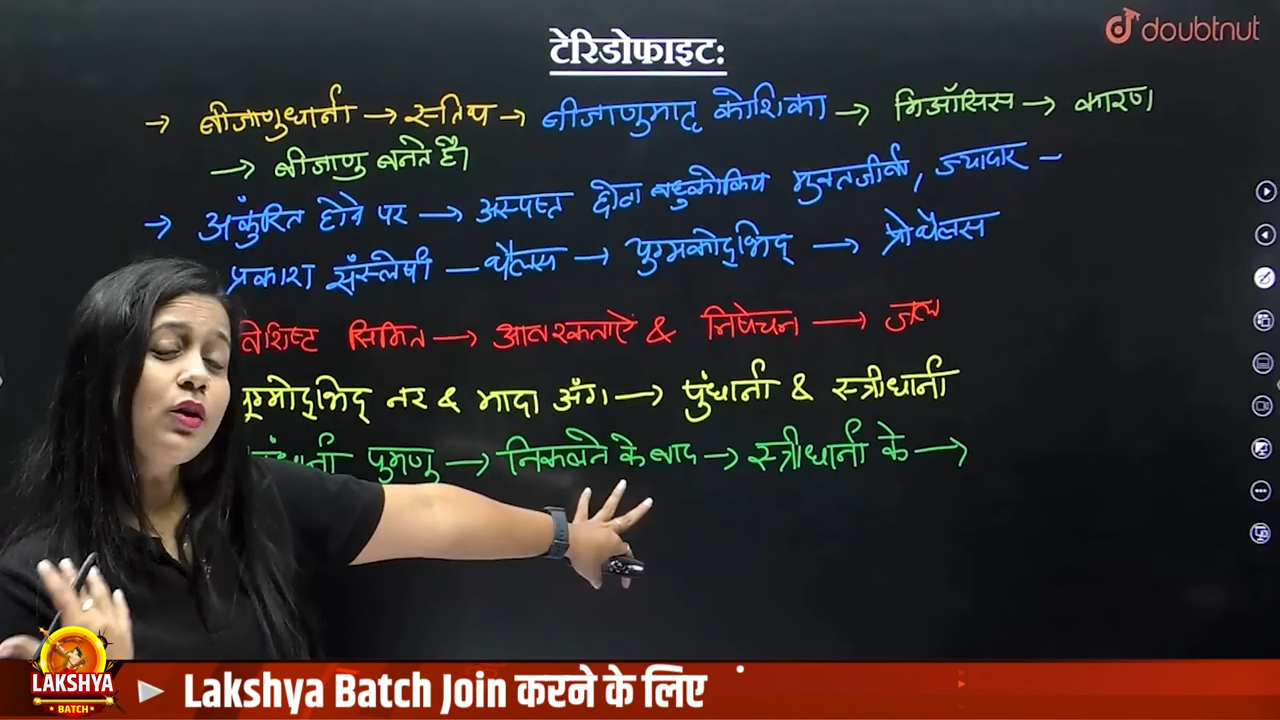 doubtnut
टेरिडोफाइट:
→ बीजाणुधानी → स्तरिय → बीजाणुमातृ कोशिका → मिऑसिस → कारण
→ बीजाणु बनते है।
→ अंकुरित होने पर → अस्पष्ट छोटा बहुकोकिय मुक्तजीवी, ज्यादार –
प्रकाश संस्लेषी – थैलस → युग्मकोद्भिद् → प्रोथैलस
→ आवश्कताऐं & निषेचन → जल
नर & मादा अँग → पुंधानी & स्त्रीधानी
पुमणु → निकलने के बाद → स्त्रीधानी के →
LAKSHYA
BATCH
Lakshya Batch Join करने के लिए